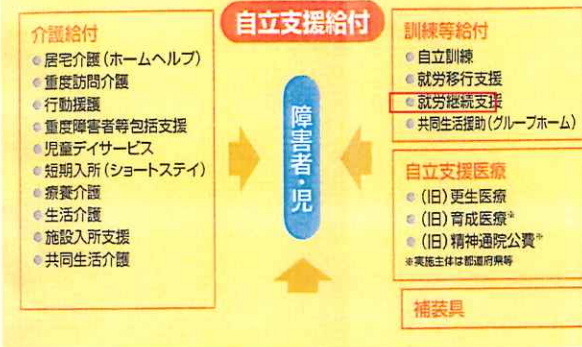 自立支援給付
介護給付
●居宅介護(ホームヘルプ)
●重度訪問介護
●行動援護
●重度障害者等包括支援
●児童デイサービス
●短期入所(ショートステイ)
●療養介護
●生活介護
●施設入所支援
●共同生活介護
障害者・児
訓練等給付
●自立訓練
●就労移行支援
●就労継続支援
●共同生活援助(グループホーム)
自立支援医療
●(旧)更生医療
●(旧)育成医療※
●(旧)精神通院公費※
※実施主体は都道府県等
補装具